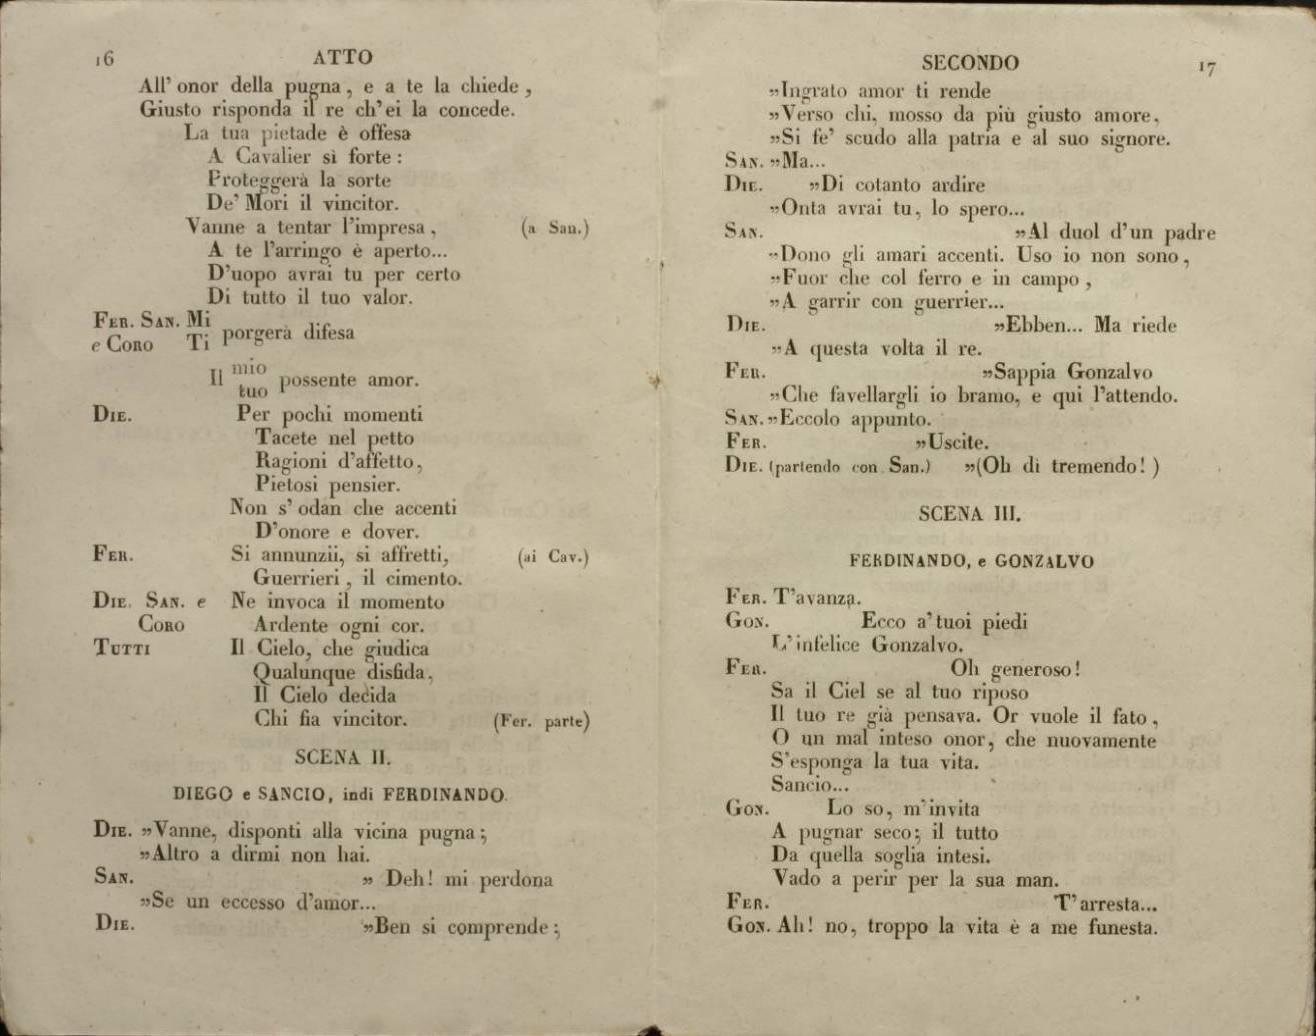 16 ATTO
All' onor della pugna, e a te la chiede,
Giusto risponda il re ch' ei la concede.
La tua pietade è offesa
A Cavalier sì forte:
Proteggerà la sorte
De' Mori il vincitor.
Vanne a tentar l'impresa, (a San.)
A te l'arringo è aperto...
D'uopo avrai tu per certo
Di tutto il tuo valor.
FER. SAN. Mi
e CORO Ti porgerà difesa
Il mio
tuo possente amor.
DIE. Per pochi momenti
Tacete nel petto
Ragioni d'affetto,
Pietosi pensier.
Non s' odan che accenti
D'onore e dover.
FER. Si annunzii, si affretti, (ai Cav.)
Guerrieri, il cimento.
DIE. SAN. e Ne invoca il momento
CORO Ardente ogni cor.
TUTTI Il Cielo, che giudica
Qualunque disfida,
Il Cielo decida
Chi fia vincitor. (Fer. parte)
SCENA II.
DIEGO e SANCIO, indi FERDINANDO.
DIE. »Vanne, disponti alla vicina pugna;
»Altro a dirmi non hai.
SAN. » Deh! mi perdona
»Se un eccesso d'amor...
DIE. »Ben si comprende;
SECONDO 17
»Ingrato amor ti rende
»Verso chi, mosso da più giusto amore,
»Si fe' scudo alla patria e al suo signore.
SAN. »Ma...
DIE. »Di cotanto ardire
»Onta avrai tu, lo spero...
SAN. »Al duol d'un padre
»Dono gli amari accenti. Uso io non sono,
»Fuor che col ferro e in campo,
»A garrir con guerrier...
DIE. »Ebben... Ma riede
»A questa volta il re.
FER. »Sappia Gonzalvo
»Che favellargli io bramo, e qui l'attendo.
SAN. »Eccolo appunto.
FER. »Uscite.
DIE. (partendo con San.) »(Oh dì tremendo!)
SCENA III.
FERDINANDO, e GONZALVO
FER. T'avanza.
GON. Ecco a' tuoi piedi
L'infelice Gonzalvo.
FER. Oh generoso!
Sa il Ciel se al tuo riposo
Il tuo re già pensava. Or vuole il fato,
O un mal inteso onor, che nuovamente
S'esponga la tua vita.
Sancio...
GON. Lo so, m'invita
A pugnar seco; il tutto
Da quella soglia intesi.
Vado a perir per la sua man.
FER. T'arresta...
GON. Ah! no, troppo la vita è a me funesta.